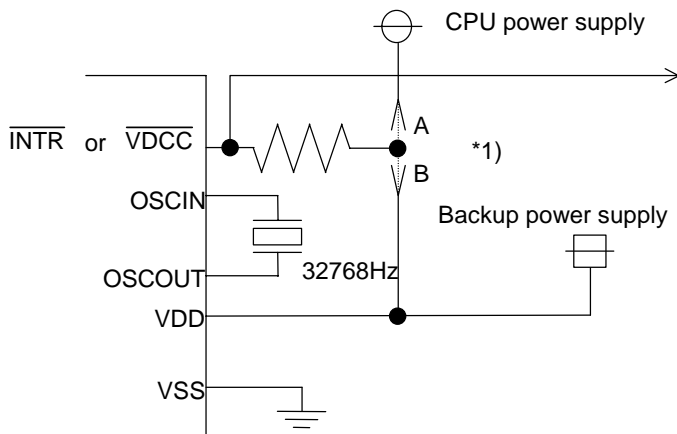 CPU power supply
A
INTR or VDCC
*1)
B
OSCIN
Backup power supply
OSCOUT
32768Hz
VDD
VSS